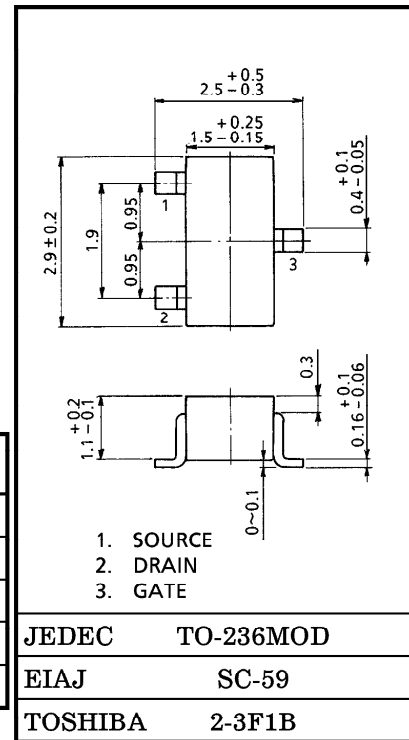 +0.5
2.5 – 0.3
+0.25
1.5 – 0.15
+0.1
0.4 – 0.05
2.9 ± 0.2
1.9
0.95
0.95
1
2
3
+0.2
1.1 – 0.1
0.3
+0.1
0.16 – 0.06
0~0.1
1. SOURCE
2. DRAIN
3. GATE
JEDEC TO-236MOD
EIAJ SC-59
TOSHIBA 2-3F1B